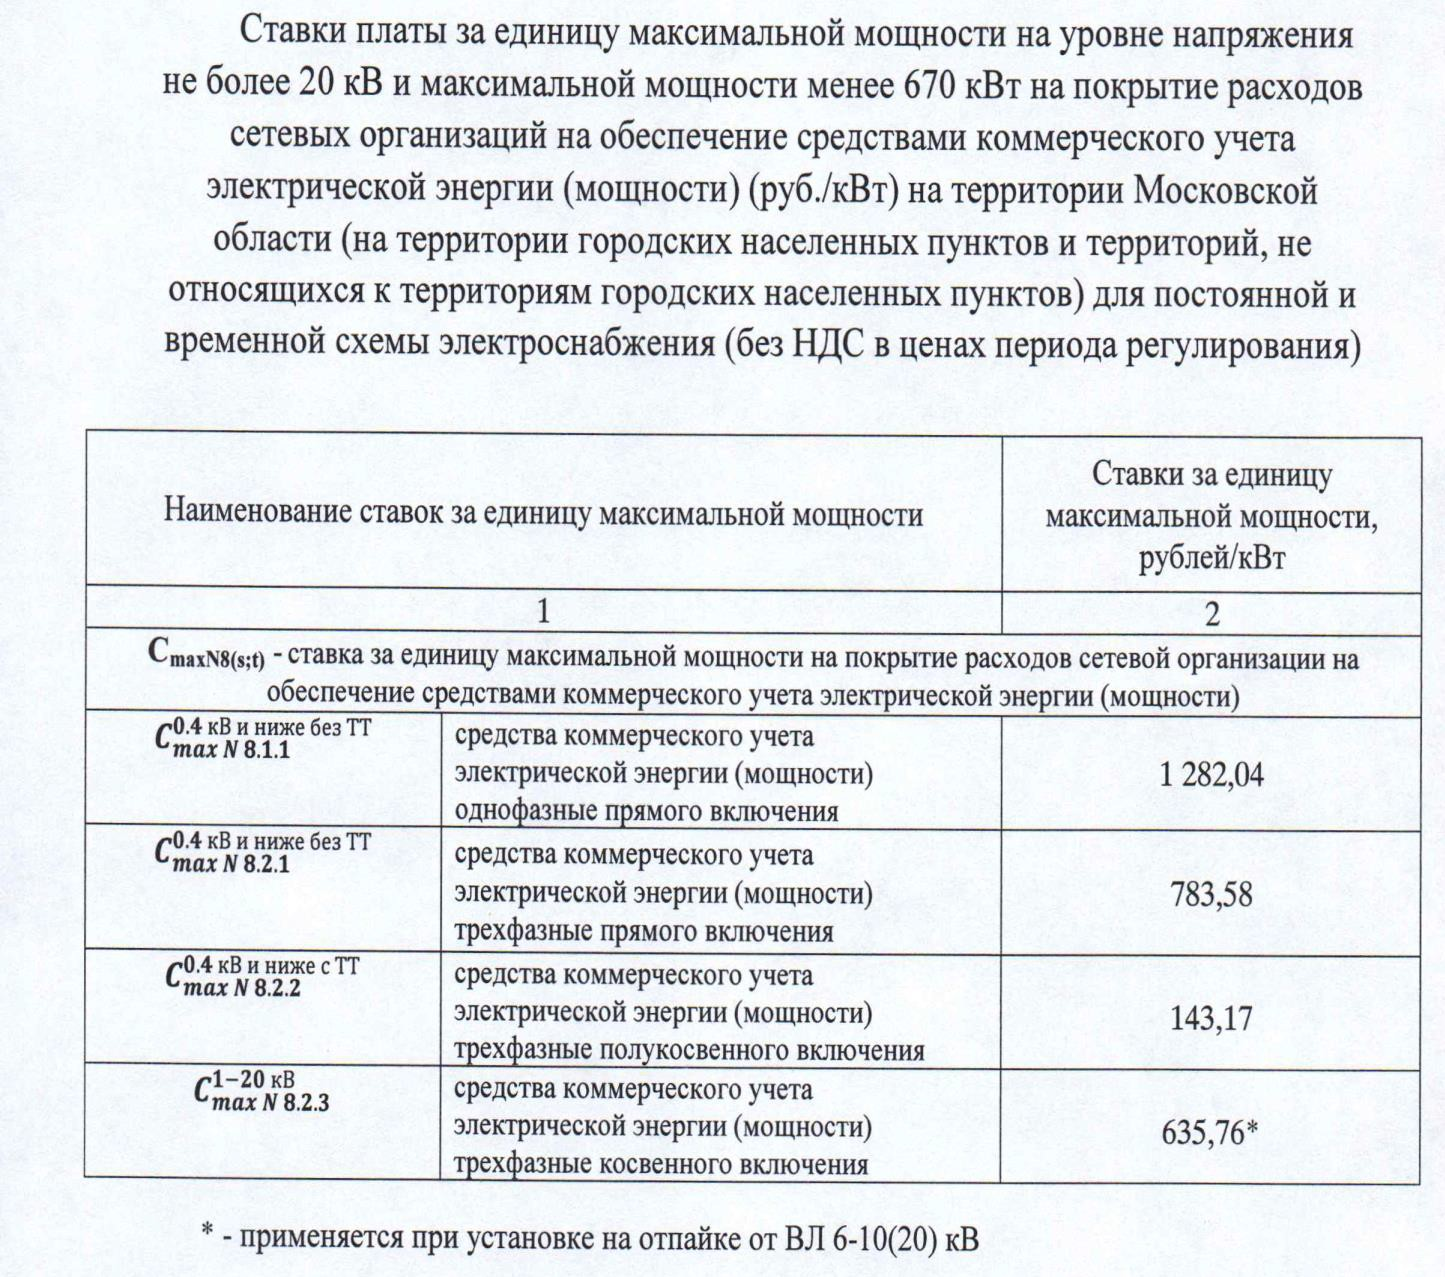 Ставки платы за единицу максимальной мощности на уровне напряжения
не более 20 кВ и максимальной мощности менее 670 кВт на покрытие расходов
сетевых организаций на обеспечение средствами коммерческого учета
электрической энергии (мощности) (руб./кВт) на территории Московской
области (на территории городских населенных пунктов и территорий, не
относящихся к территориям городских населенных пунктов) для постоянной и
временной схемы электроснабжения (без НДС в ценах периода регулирования)
Наименование ставок за единицу максимальной мощности
Ставки за единицу
максимальной мощности,
рублей/кВт
1
2
C maxN8(s;t) - ставка за единицу максимальной мощности на покрытие расходов сетевой организации на
обеспечение средствами коммерческого учета электрической энергии (мощности)
C 0.4 кВ и ниже без ТТ
max N 8.1.1
средства коммерческого учета
электрической энергии (мощности)
однофазные прямого включения
1 282,04
C 0.4 кВ и ниже без ТТ
max N 8.2.1
средства коммерческого учета
электрической энергии (мощности)
трехфазные прямого включения
783,58
C 0.4 кВ и ниже с ТТ
max N 8.2.2
средства коммерческого учета
электрической энергии (мощности)
трехфазные полукосвенного включения
143,17
C 1−20 кВ
max N 8.2.3
средства коммерческого учета
электрической энергии (мощности)
трехфазные косвенного включения
635,76*
* - применяется при установке на отпайке от ВЛ 6-10(20) кВ